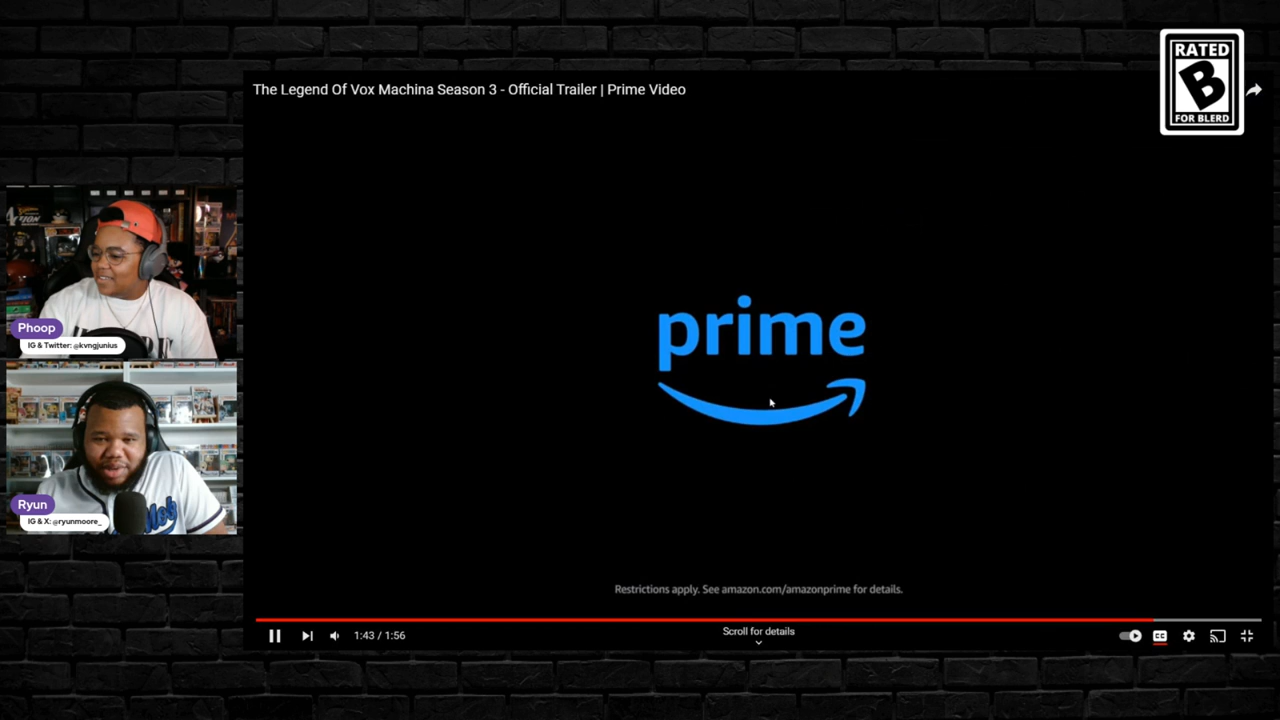 The Legend Of Vox Machina Season 3 - Official Trailer | Prime Video
RATED
B
FOR BLERD
Phoop
IG & Twitter: @kvngjunius
Ryun
IG & X: @ryunmoore_
prime
Restrictions apply. See amazon.com/amazonprime for details.
1:43 / 1:56
Scroll for details
CC